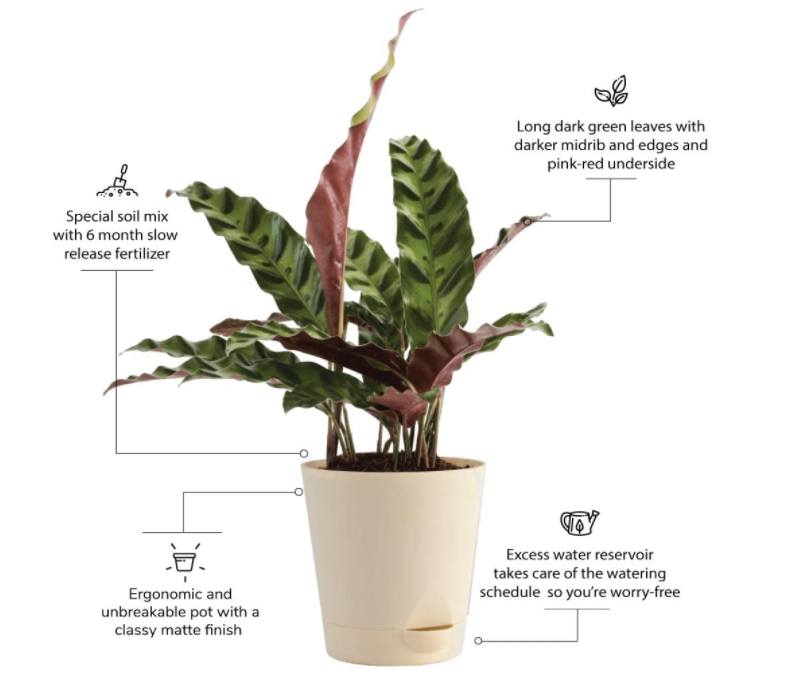 Long dark green leaves with
darker midrib and edges and
pink-red underside
Special soil mix
with 6 month slow
release fertilizer
Ergonomic and
unbreakable pot with a
classy matte finish
Excess water reservoir
takes care of the watering
schedule so you're worry-free